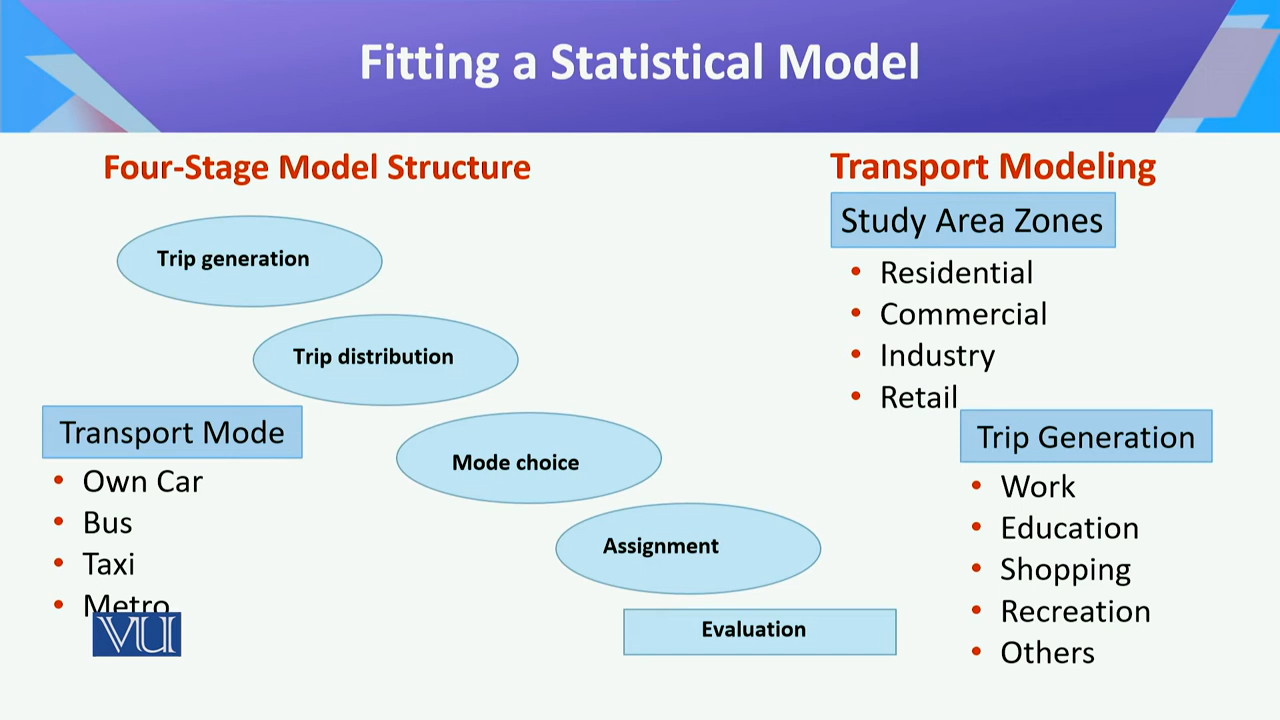 Fitting a Statistical Model
Four-Stage Model Structure
Trip generation
Trip distribution
Mode choice
Assignment
Evaluation
Transport Mode
• Own Car
• Bus
• Taxi
• Metro
VU
Transport Modeling
Study Area Zones
• Residential
• Commercial
• Industry
• Retail
Trip Generation
• Work
• Education
• Shopping
• Recreation
• Others